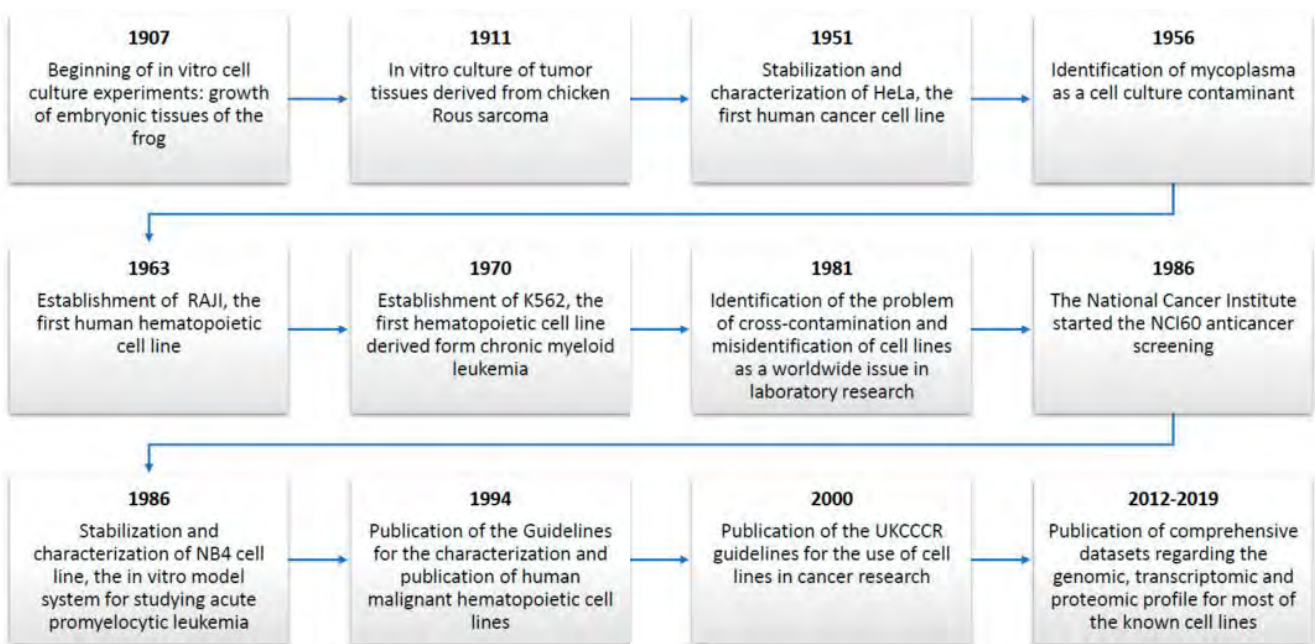 1907
Beginning of in vitro cell
culture experiments: growth
of embryonic tissues of the
frog
1911
In vitro culture of tumor
tissues derived from chicken
Rous sarcoma
1951
Stabilization and
characterization of HeLa, the
first human cancer cell line
1956
Identification of mycoplasma
as a cell culture contaminant
1963
Establishment of RAJI, the
first human hematopoietic
cell line
1970
Establishment of K562, the
first hematopoietic cell line
derived form chronic myeloid
leukemia
1981
Identification of the problem
of cross-contamination and
misidentification of cell lines
as a worldwide issue in
laboratory research
1986
The National Cancer Institute
started the NCI60 anticancer
screening
1986
Stabilization and
characterization of NB4 cell
line, the in vitro model
system for studying acute
promyelocytic leukemia
1994
Publication of the Guidelines
for the characterization and
publication of human
malignant hematopoietic cell
lines
2000
Publication of the UKCCCR
guidelines for the use of cell
lines in cancer research
2012-2019
Publication of comprehensive
datasets regarding the
genomic, transcriptomic and
proteomic profile for most of
the known cell lines